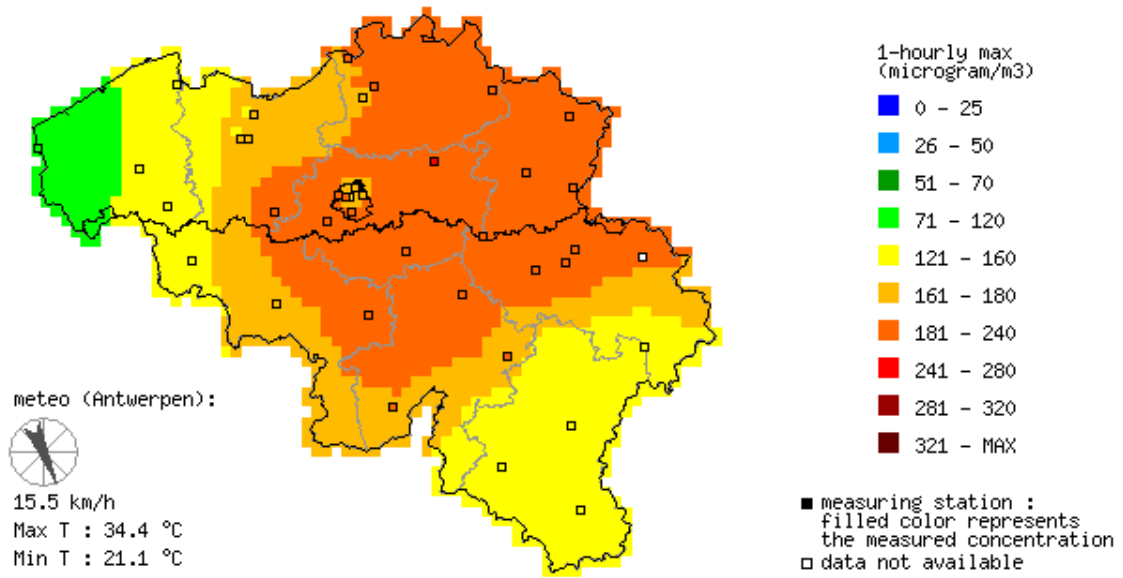 1-hourly max
(microgram/m3)
0 - 25
26 - 50
51 - 70
71 - 120
121 - 160
161 - 180
181 - 240
241 - 280
281 - 320
321 - MAX
meteo (Antwerpen):
15.5 km/h
Max T : 34.4 °C
Min T : 21.1 °C
measuring station :
filled color represents
the measured concentration
data not available